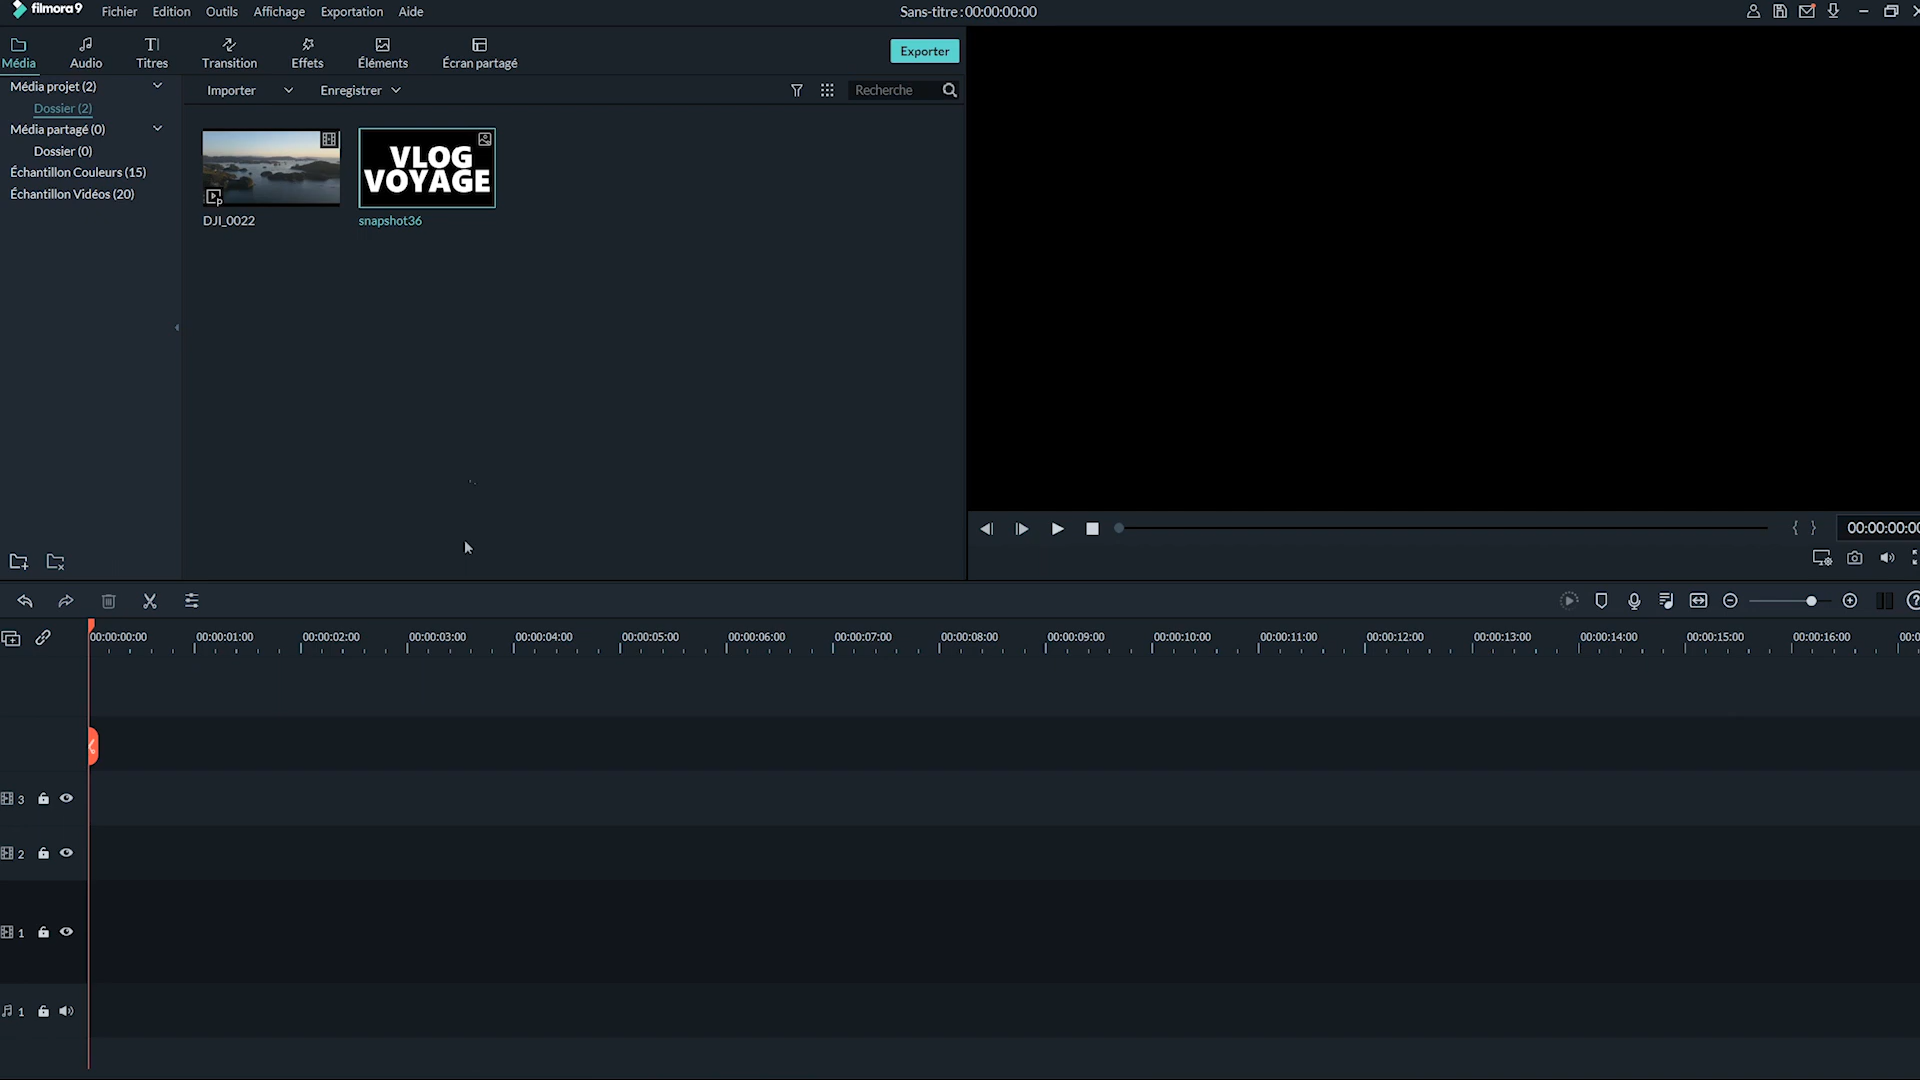 filmora9 Fichier Edition Outils Affichage Exportation Aide Sans-titre : 00:00:00:00
Média Audio Titres Transition Effets Éléments Écran partagé Exporter
Média projet (2) Importer Enregistrer Recherche
Dossier (2)
Média partagé (0)
Dossier (0)
Échantillon Couleurs (15)
Échantillon Vidéos (20)
VLOG
VOYAGE
DJI_0022 snapshot36
{ } 00:00:00:00
00:00:00:00 00:00:01:00 00:00:02:00 00:00:03:00 00:00:04:00 00:00:05:00 00:00:06:00 00:00:07:00 00:00:08:00 00:00:09:00 00:00:10:00 00:00:11:00 00:00:12:00 00:00:13:00 00:00:14:00 00:00:15:00 00:00:16:00 00:0
3
2
1
1